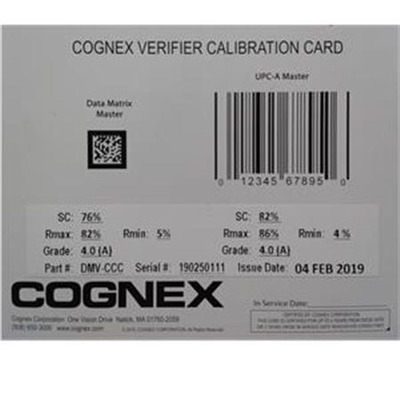 COGNEX VERIFIER CALIBRATION CARD
UPC-A Master
Data Matrix
Master
0 12345 67895 0
SC: 76% SC: 82%
Rmax: 82% Rmin: 5% Rmax: 86% Rmin: 4%
Grade: 4.0 (A) Grade: 4.0 (A)
Part #: DMV-CCC Serial #: 190250111 Issue Date: 04 FEB 2019
COGNEX
In Service Date:
Cognex Corporation One Vision Drive Natick, MA 01760-2059
(508) 650-3000 www.cognex.com